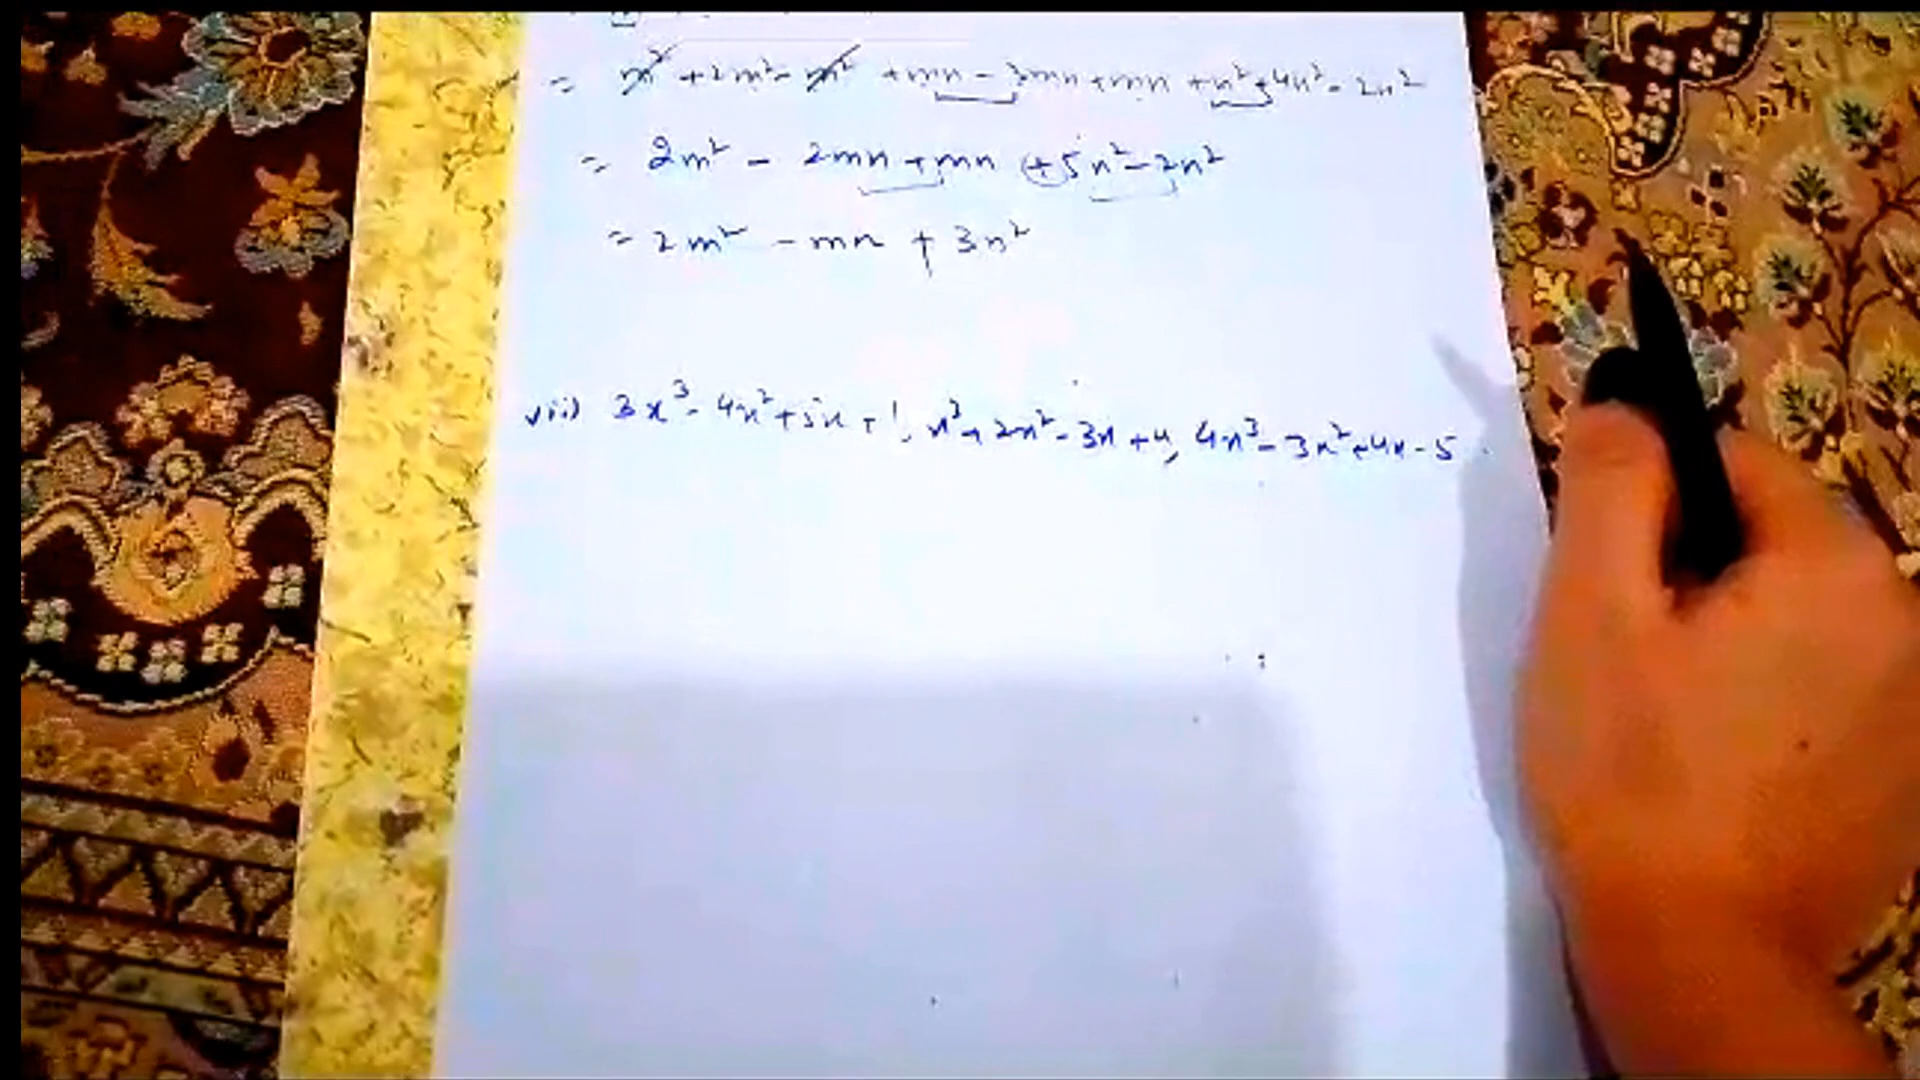 = m² + 2m² - m² + mn - 3mn + mn + n² + 4n² - 2n²
= 2m² - 2mn + mn + 5n² - 2n²
= 2m² - mn + 3n²
vii) 3x³ - 4x² + 5x + 1, x³ + 2x² - 3x + 4, 4x³ - 3x² + 4x - 5